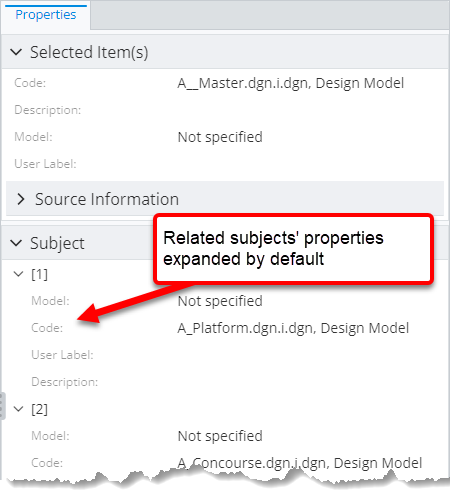 Properties
Selected Item(s)
Code: A__Master.dgn.i.dgn, Design Model
Description:
Model: Not specified
User Label:
Source Information
Subject
Related subjects' properties
expanded by default
[1]
Model: Not specified
Code: A_Platform.dgn.i.dgn, Design Model
User Label:
Description:
[2]
Model: Not specified
Code: A_Concourse.dgn.i.dgn, Design Model